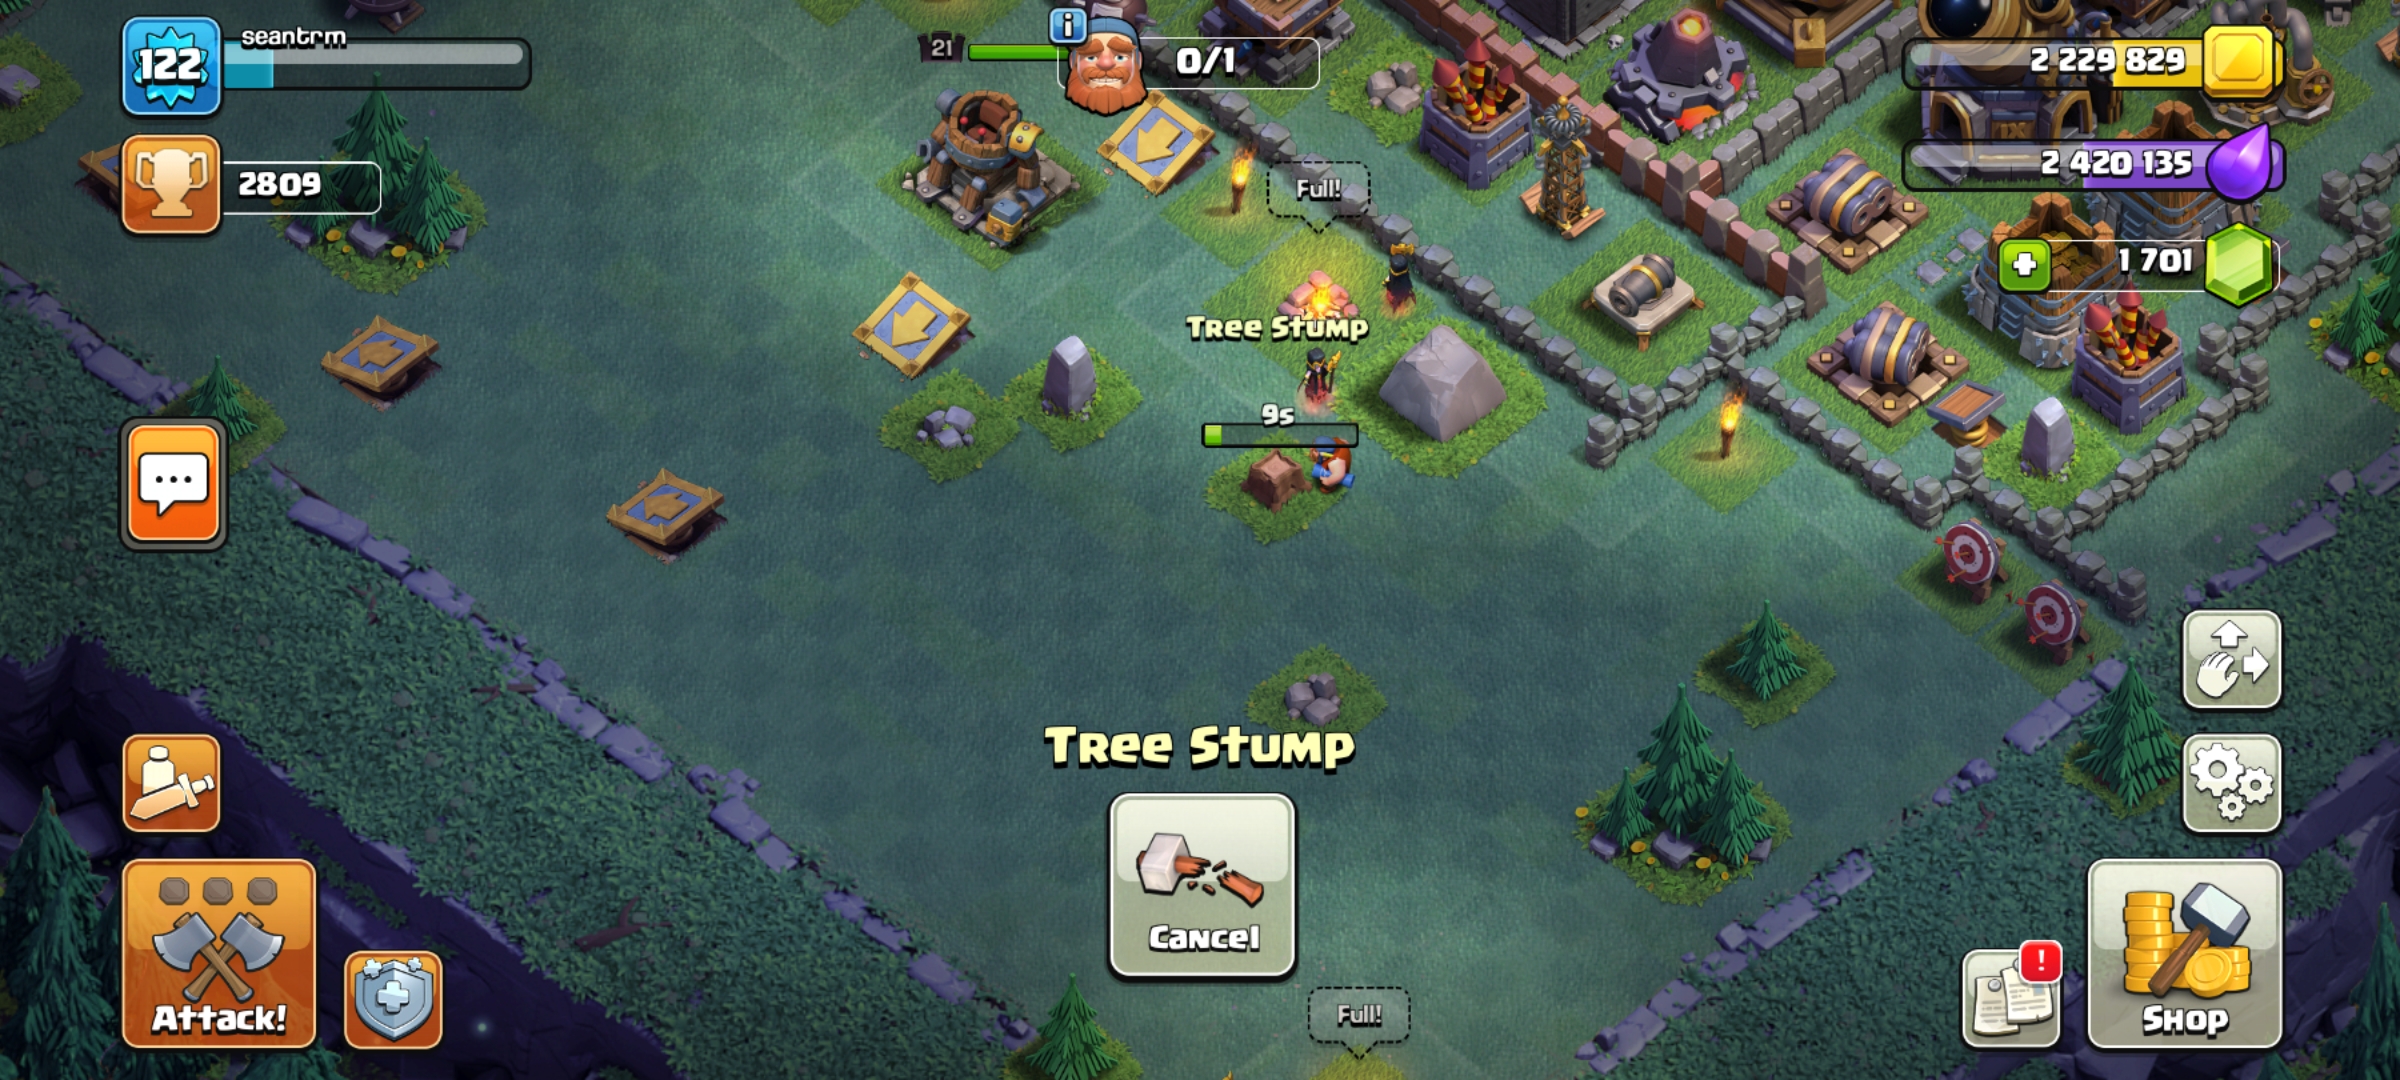 seantrm
122
21
0/1
2 229 829
2809
Full!
2 420 135
1 701
IX
Tree Stump
9s
Tree Stump
Cancel
Attack!
Full!
!
Shop